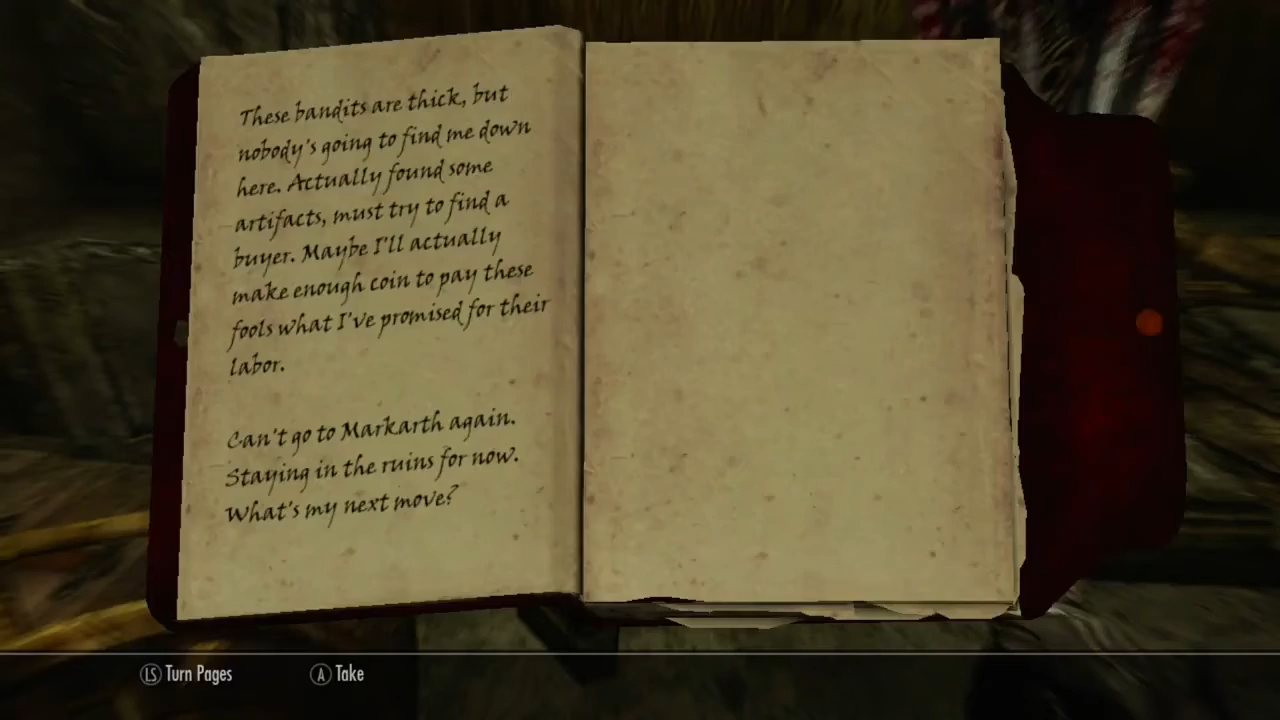 These bandits are thick, but
nobody's going to find me down
here. Actually found some
artifacts, must try to find a
buyer. Maybe I'll actually
make enough coin to pay these
fools what I've promised for their
labor.
Can't go to Markarth again.
Staying in the ruins for now.
What's my next move?
LS Turn Pages A Take